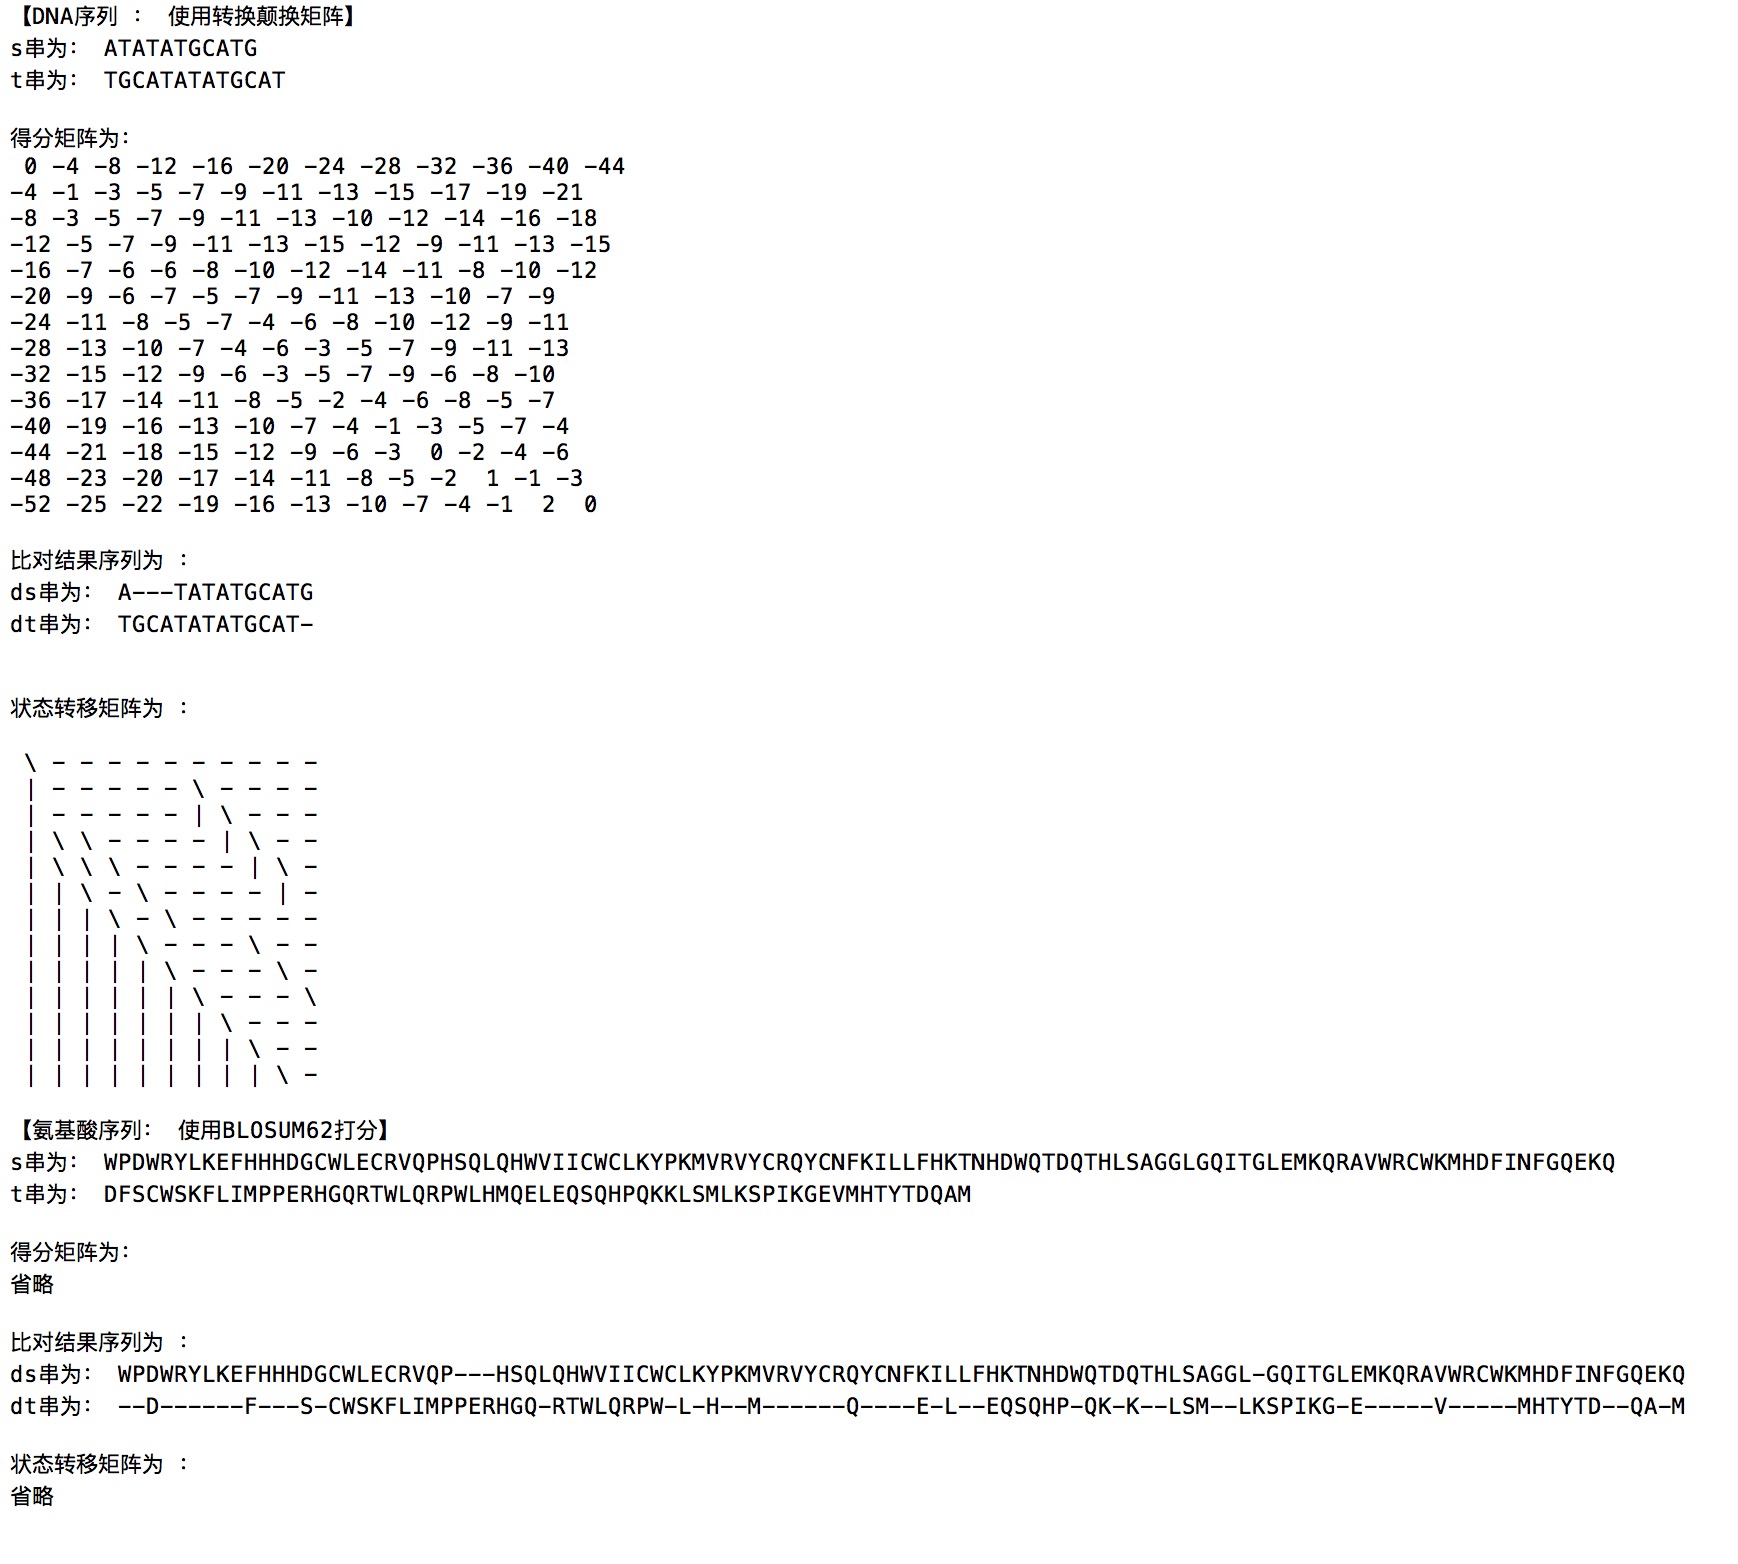 【DNA序列 ： 使用转换颠换矩阵】
s串为： ATATATGCATG
t串为： TGCATATATGCAT
得分矩阵为：
0 -4 -8 -12 -16 -20 -24 -28 -32 -36 -40 -44
-4 -1 -3 -5 -7 -9 -11 -13 -15 -17 -19 -21
-8 -3 -5 -7 -9 -11 -13 -10 -12 -14 -16 -18
-12 -5 -7 -9 -11 -13 -15 -12 -9 -11 -13 -15
-16 -7 -6 -6 -8 -10 -12 -14 -11 -8 -10 -12
-20 -9 -6 -7 -5 -7 -9 -11 -13 -10 -7 -9
-24 -11 -8 -5 -7 -4 -6 -8 -10 -12 -9 -11
-28 -13 -10 -7 -4 -6 -3 -5 -7 -9 -11 -13
-32 -15 -12 -9 -6 -3 -5 -7 -9 -6 -8 -10
-36 -17 -14 -11 -8 -5 -2 -4 -6 -8 -5 -7
-40 -19 -16 -13 -10 -7 -4 -1 -3 -5 -7 -4
-44 -21 -18 -15 -12 -9 -6 -3 0 -2 -4 -6
-48 -23 -20 -17 -14 -11 -8 -5 -2 1 -1 -3
-52 -25 -22 -19 -16 -13 -10 -7 -4 -1 2 0
比对结果序列为 ：
ds串为： A---TATATGCATG
dt串为： TGCATATATGCAT-
状态转移矩阵为 ：
\ - - - - - - - - - -
| - - - - - \ - - - -
| - - - - - | \ - - -
| \ \ - - - - | \ - -
| \ \ \ - - - - | \ -
| | \ - \ - - - - | -
| | | \ - \ - - - - -
| | | | \ - - - \ - -
| | | | | \ - - - \ -
| | | | | | \ - - - \
| | | | | | | \ - - -
| | | | | | | | \ - -
| | | | | | | | | \ -
【氨基酸序列： 使用BLOSUM62打分】
s串为： WPDWRYLKEFHHHDGCWLECRVQPHSQLQHWVIICWCLKYPKMVRVYCRQYCNFKILLFHKTNHDWQTDQTHLSAGGLGQITGLEMKQRAVWRCWKMHDFINFGQEKQ
t串为： DFSCWSKFLIMPPERHGQRTWLQRPWLHMQELEQSQHPQKKLSMLKSPIKGEVMHTYTDQAM
得分矩阵为：
省略
比对结果序列为 ：
ds串为： WPDWRYLKEFHHHDGCWLECRVQP---HSQLQHWVIICWCLKYPKMVRVYCRQYCNFKILLFHKTNHDWQTDQTHLSAGGL-GQITGLEMKQRAVWRCWKMHDFINFGQEKQ
dt串为： --D------F---S-CWSKFLIMPPERHGQ-RTWLQRPW-L-H--M------Q----E-L--EQSQHP-QK-K--LSM--LKSPIKG-E-----V-----MHTYTD--QA-M
状态转移矩阵为 ：
省略